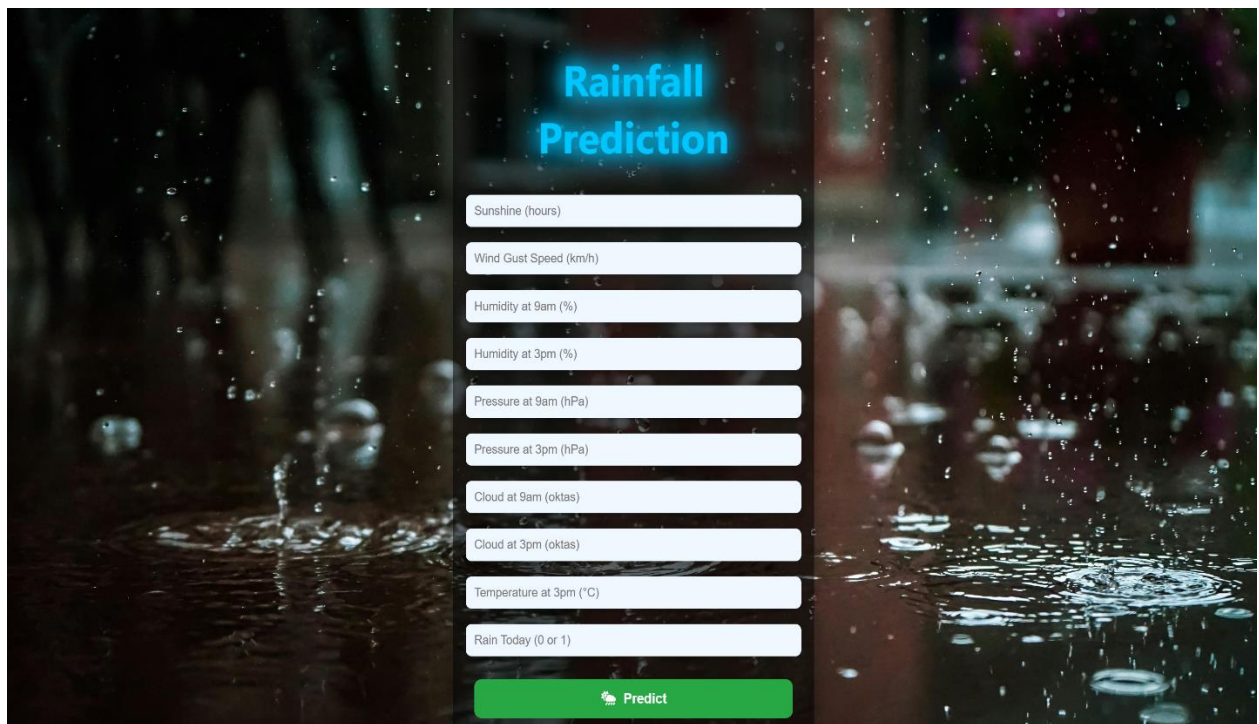 Rainfall
Prediction
Sunshine (hours)
Wind Gust Speed (km/h)
Humidity at 9am (%)
Humidity at 3pm (%)
Pressure at 9am (hPa)
Pressure at 3pm (hPa)
Cloud at 9am (oktas)
Cloud at 3pm (oktas)
Temperature at 3pm (°C)
Rain Today (0 or 1)
Predict